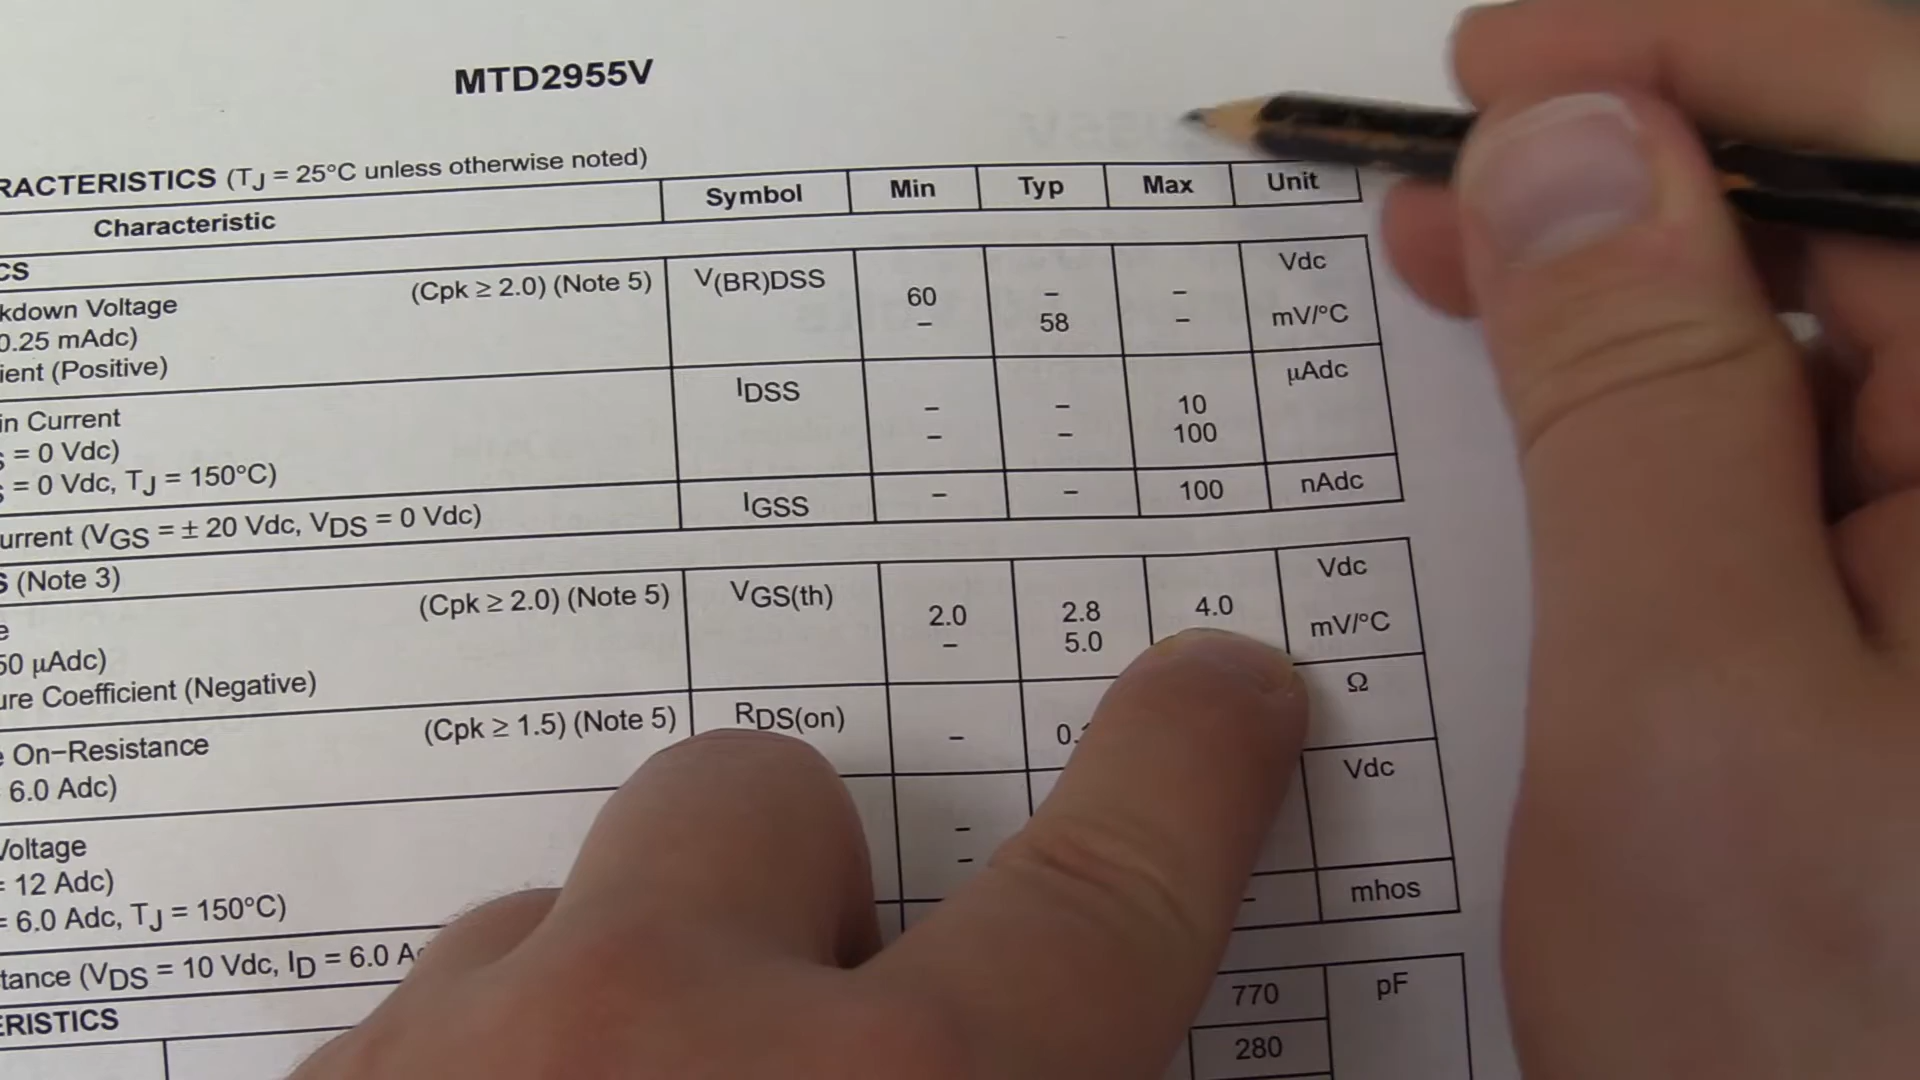 MTD2955V
RACTERISTICS (TJ = 25°C unless otherwise noted)
Characteristic Symbol Min Typ Max Unit
CS
kdown Voltage (Cpk ≥ 2.0) (Note 5) V(BR)DSS Vdc
0.25 mAdc) 60 – –
ient (Positive) – 58 – mV/°C
in Current IDSS μAdc
= 0 Vdc) – – 10
= 0 Vdc, TJ = 150°C) – – 100
urrent (VGS = ± 20 Vdc, VDS = 0 Vdc) IGSS – – 100 nAdc
S (Note 3)
e (Cpk ≥ 2.0) (Note 5) VGS(th) Vdc
50 μAdc) 2.0 2.8 4.0
ure Coefficient (Negative) – 5.0 mV/°C
e On−Resistance (Cpk ≥ 1.5) (Note 5) RDS(on) Ω
6.0 Adc) – 0.
Voltage Vdc
= 12 Adc) –
= 6.0 Adc, TJ = 150°C) –
tance (VDS = 10 Vdc, ID = 6.0 A – mhos
ERISTICS
770 pF
280